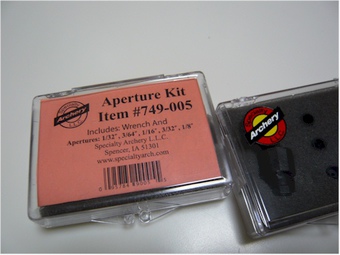 Aperture Kit
Item #749-005
Archery
Includes: Wrench And
Apertures: 1/32", 3/64", 1/16", 3/32", 1/8"
Specialty Archery L.L.C.
Spencer, IA 51301
www.specialtyarch.com
Archery